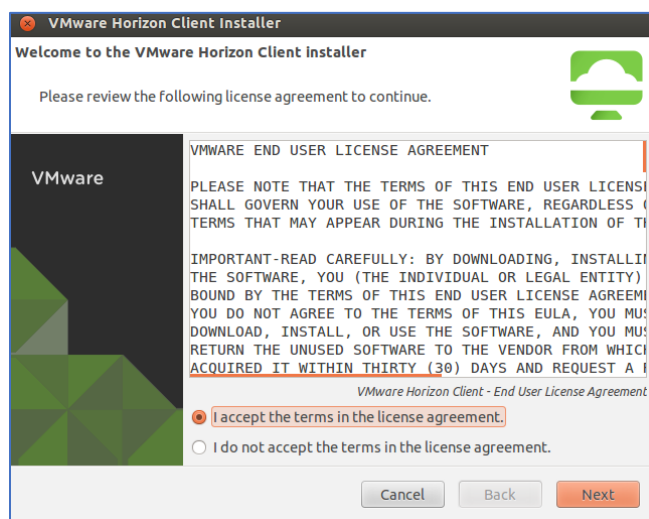 VMware Horizon Client Installer
Welcome to the VMware Horizon Client installer
Please review the following license agreement to continue.
VMware
VMWARE END USER LICENSE AGREEMENT
PLEASE NOTE THAT THE TERMS OF THIS END USER
SHALL GOVERN YOUR USE OF THE SOFTWARE, REGARDLESS
TERMS THAT MAY APPEAR DURING THE INSTALLATION OF
IMPORTANT-READ CAREFULLY: BY DOWNLOADING,
THE SOFTWARE, YOU (THE INDIVIDUAL OR LEGAL ENTITY)
BOUND BY THE TERMS OF THIS END USER LICENSE
YOU DO NOT AGREE TO THE TERMS OF THIS EULA, YOU
DOWNLOAD, INSTALL, OR USE THE SOFTWARE, AND YOU
RETURN THE UNUSED SOFTWARE TO THE VENDOR FROM
ACQUIRED IT WITHIN THIRTY (30) DAYS AND REQUEST A
VMware Horizon Client - End User License Agreement
I accept the terms in the license agreement.
I do not accept the terms in the license agreement.
Cancel Back Next